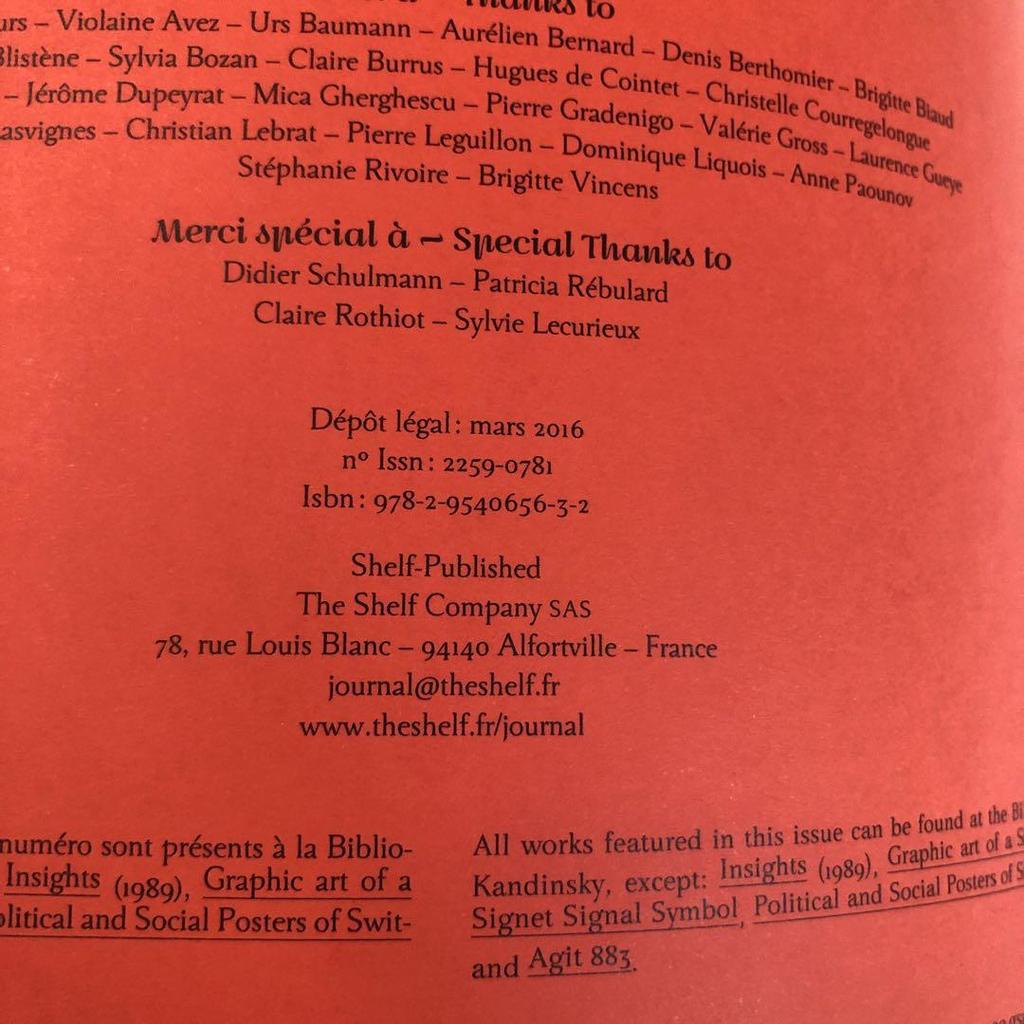 Thanks to
urs – Violaine Avez – Urs Baumann – Aurélien Bernard – Denis Berthomier – Brigitte Biaud
Blistène – Sylvia Bozan – Claire Burrus – Hugues de Cointet – Christelle Courregelongue
– Jérôme Dupeyrat – Mica Gherghescu – Pierre Gradenigo – Valérie Gross – Laurence Gueye
asvignes – Christian Lebrat – Pierre Leguillon – Dominique Liquois – Anne Paounov
Stéphanie Rivoire – Brigitte Vincens
Merci spécial à – Special Thanks to
Didier Schulmann – Patricia Rébulard
Claire Rothiot – Sylvie Lecurieux
Dépôt légal : mars 2016
nº Issn : 2259-0781
Isbn : 978-2-9540656-3-2
Shelf-Published
The Shelf Company SAS
78, rue Louis Blanc – 94140 Alfortville – France
journal@theshelf.fr
www.theshelf.fr/journal
numéro sont présents à la Biblio-
Insights (1989), Graphic art of a
olitical and Social Posters of Swit-
All works featured in this issue can be found at the Bi
Kandinsky, except: Insights (1989), Graphic art of a S
Signet Signal Symbol, Political and Social Posters of S
and Agit 883.